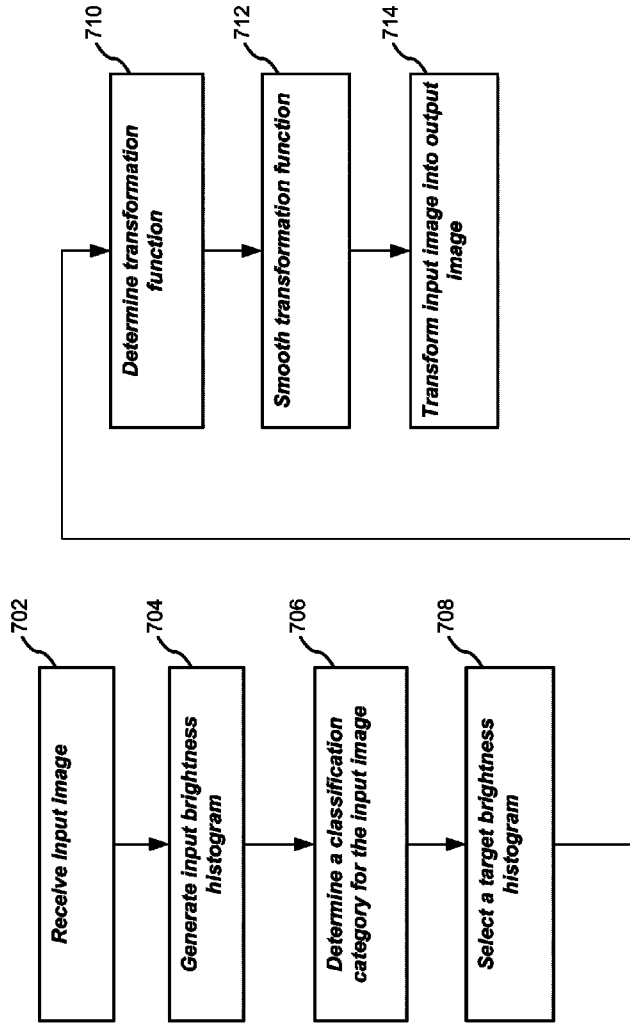 702
Receive Input Image
704
Generate input brightness
histogram
706
Determine a classification
category for the input image
708
Select a target brightness
histogram
710
Determine transformation
function
712
Smooth transformation function
714
Transform input image into output
image